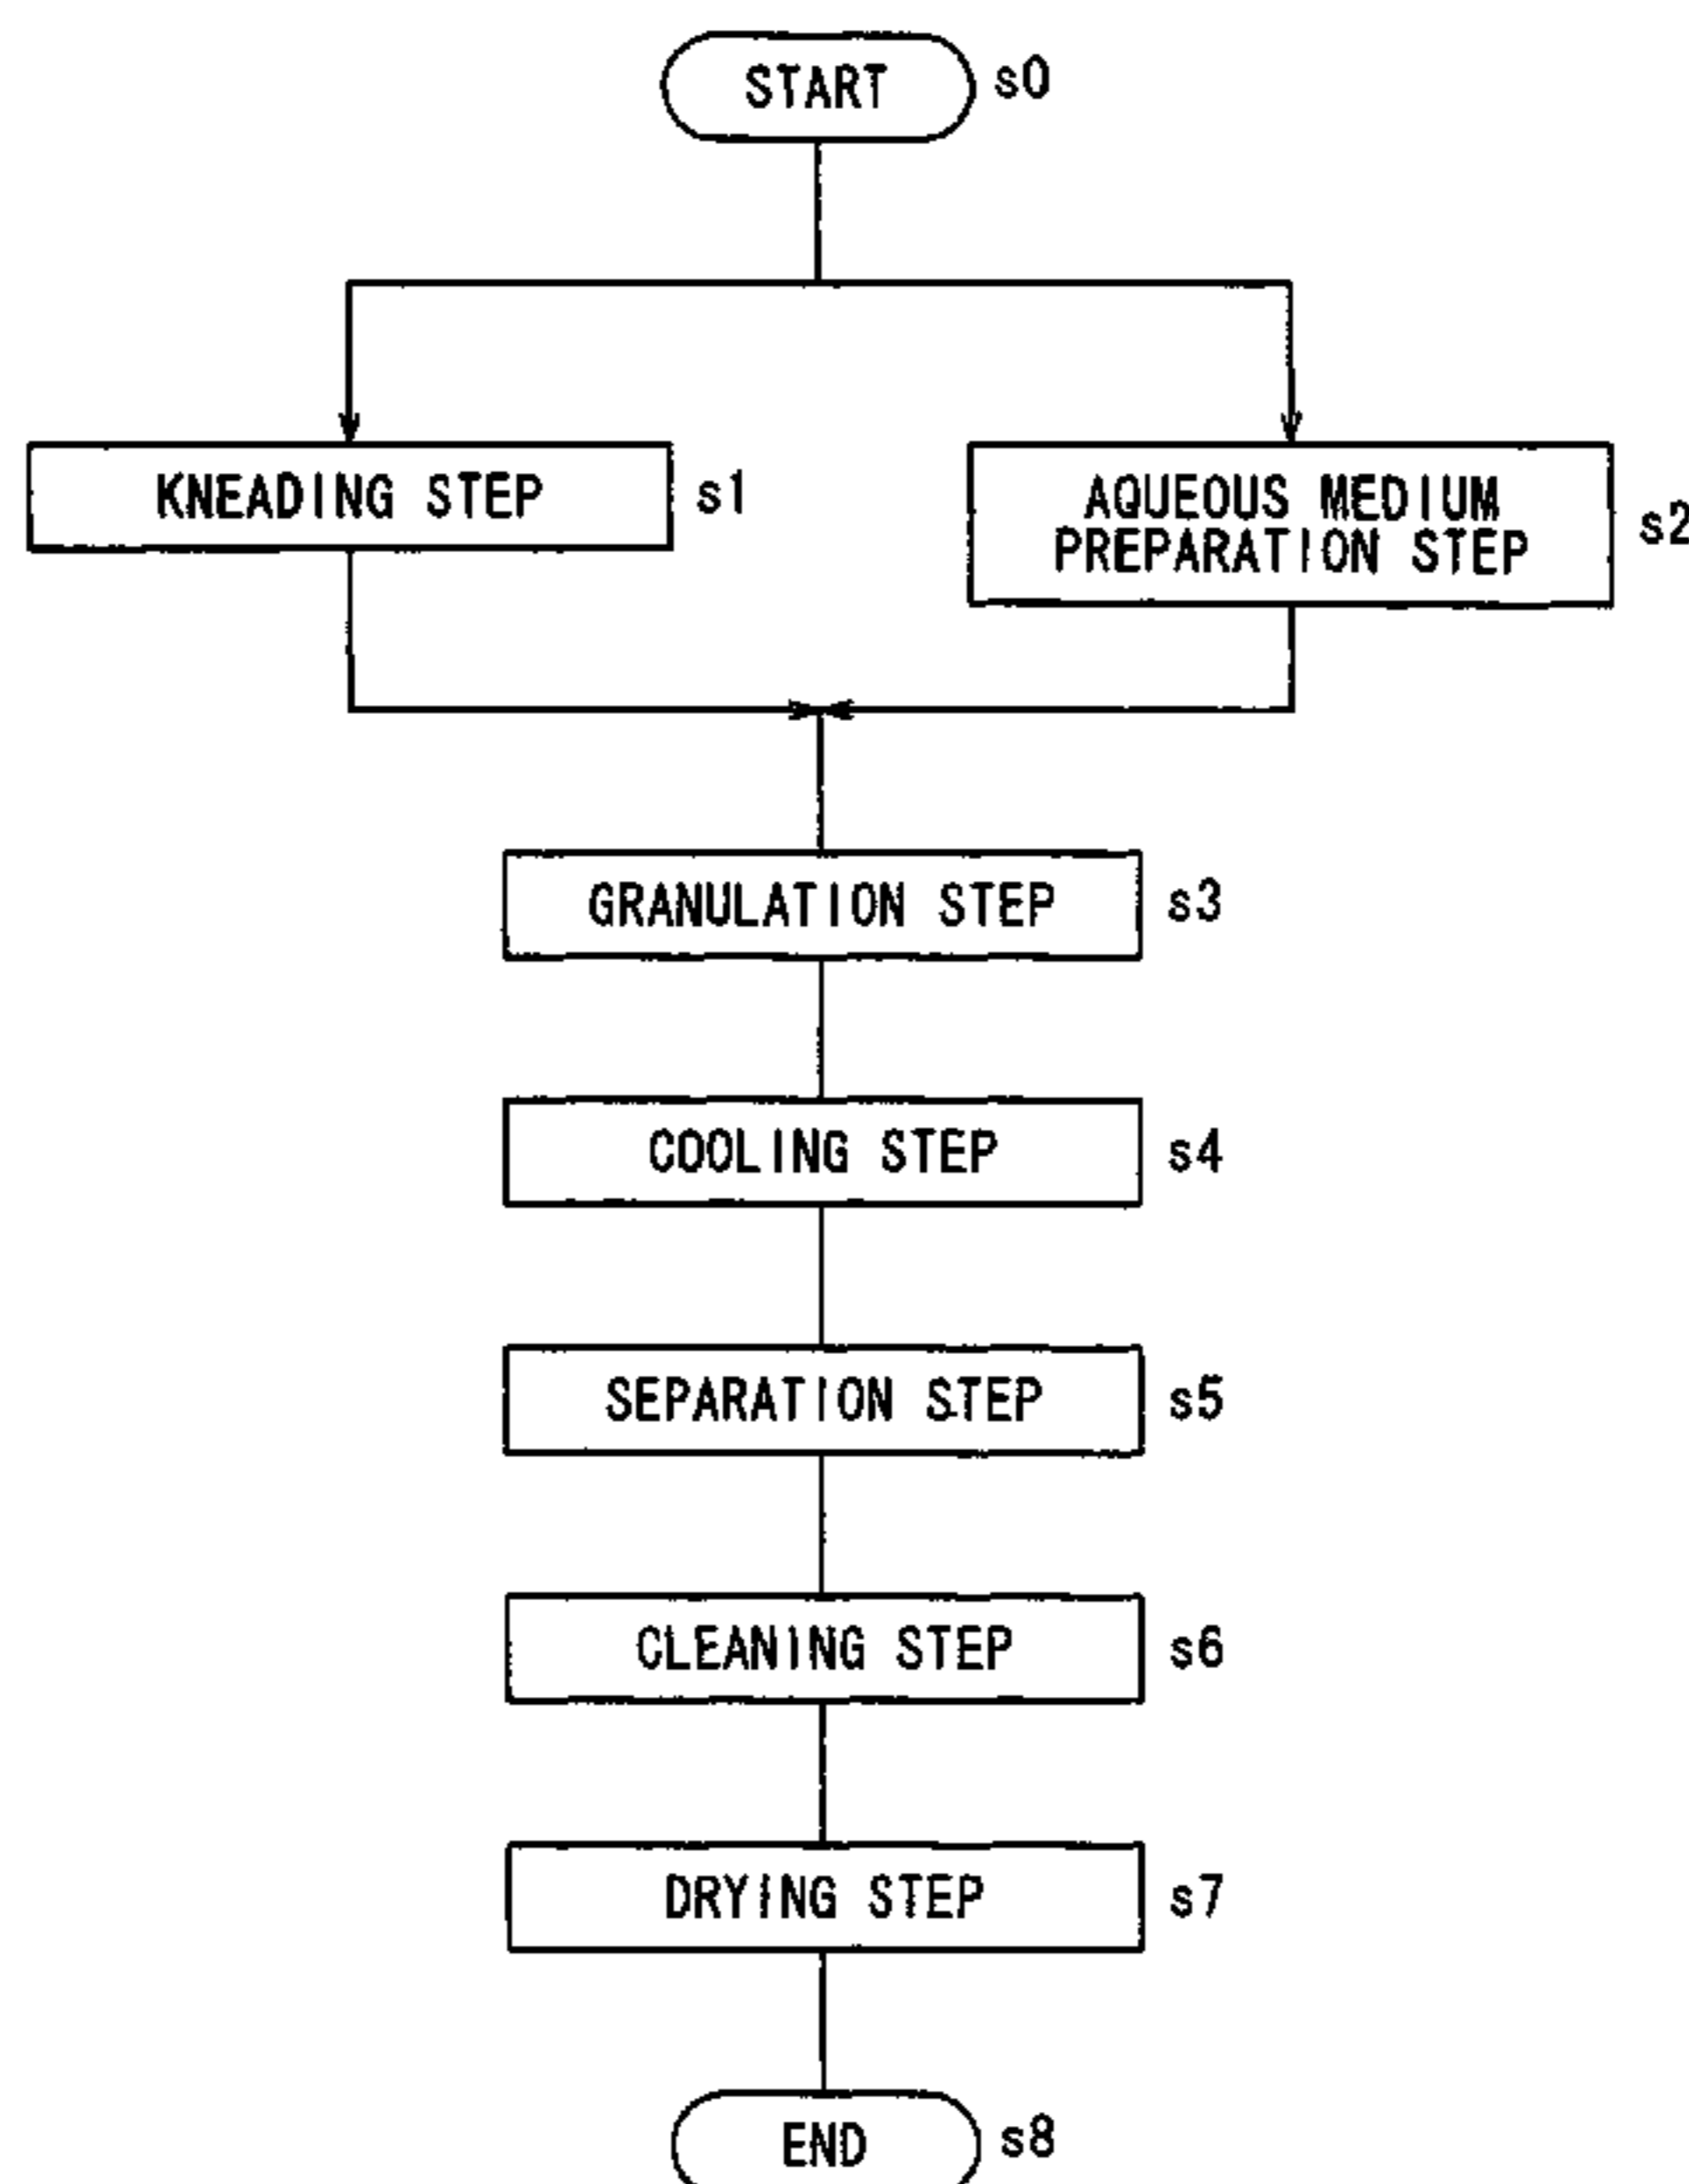 START s0
KNEADING STEP s1
AQUEOUS MEDIUM
PREPARATION STEP s2
GRANULATION STEP s3
COOLING STEP s4
SEPARATION STEP s5
CLEANING STEP s6
DRYING STEP s7
END s8